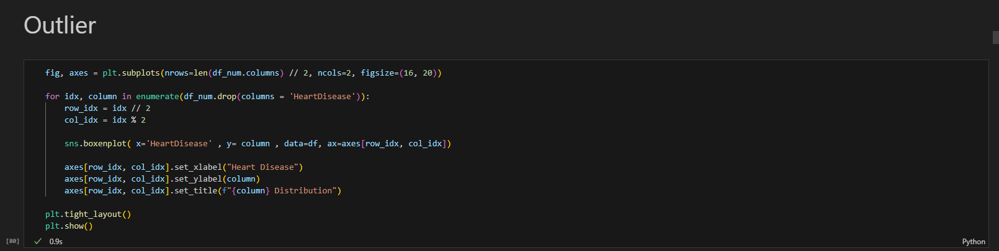 Outlier
fig, axes = plt.subplots(nrows=len(df_num.columns) // 2, ncols=2, figsize=(16, 20))
for idx, column in enumerate(df_num.drop(columns = 'HeartDisease')):
row_idx = idx // 2
col_idx = idx % 2
sns.boxenplot( x='HeartDisease' , y= column , data=df, ax=axes[row_idx, col_idx])
axes[row_idx, col_idx].set_xlabel("Heart Disease")
axes[row_idx, col_idx].set_ylabel(column)
axes[row_idx, col_idx].set_title(f"{column} Distribution")
plt.tight_layout()
plt.show()
[80] 0.9s Python